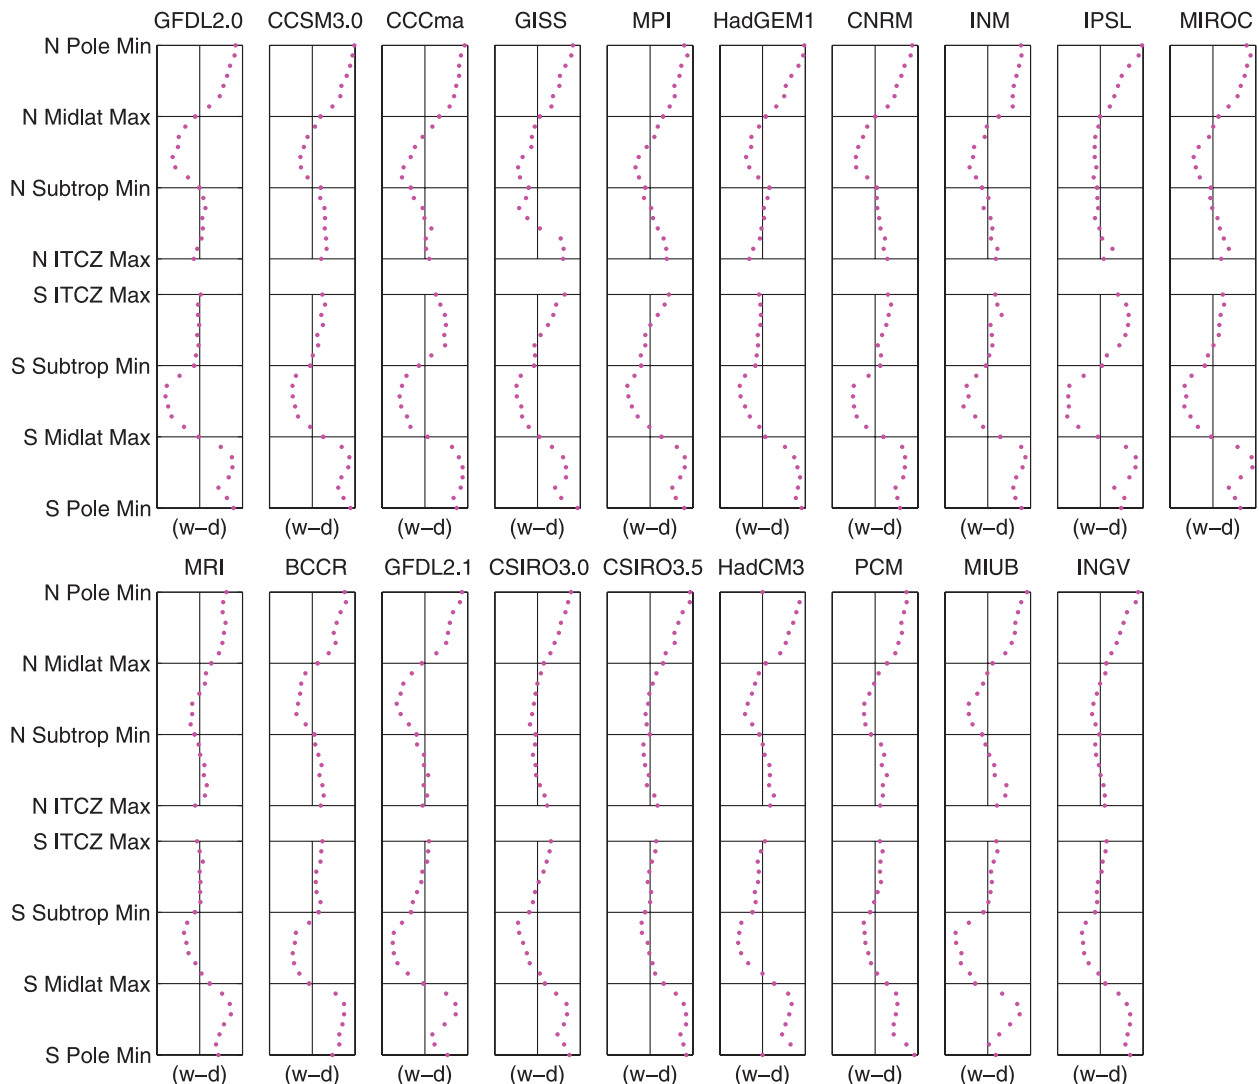 GFDL2.0 CCSM3.0 CCCma GISS MPI HadGEM1 CNRM INM IPSL MIROC
N Pole Min
N Midlat Max
N Subtrop Min
N ITCZ Max
S ITCZ Max
S Subtrop Min
S Midlat Max
S Pole Min
(w–d) (w–d) (w–d) (w–d) (w–d) (w–d) (w–d) (w–d) (w–d) (w–d)
MRI BCCR GFDL2.1 CSIRO3.0 CSIRO3.5 HadCM3 PCM MIUB INGV
N Pole Min
N Midlat Max
N Subtrop Min
N ITCZ Max
S ITCZ Max
S Subtrop Min
S Midlat Max
S Pole Min
(w–d) (w–d) (w–d) (w–d) (w–d) (w–d) (w–d) (w–d) (w–d)